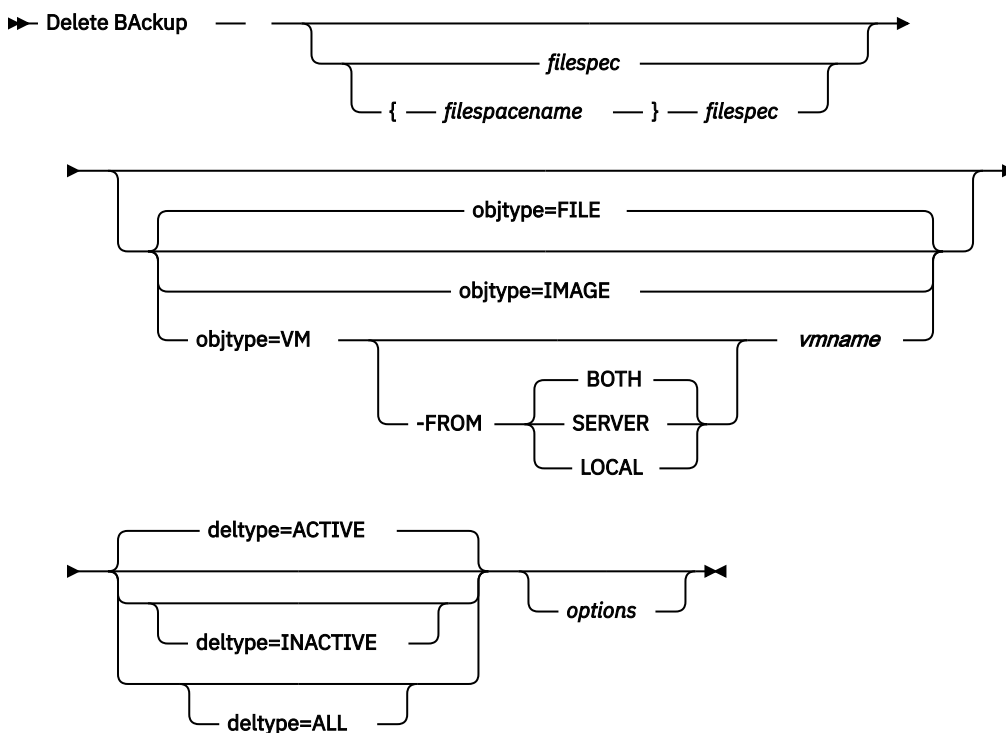 Delete BAckup
filespec
{ filespacename } filespec
objtype=FILE
objtype=IMAGE
objtype=VM vmname
BOTH
-FROM SERVER
LOCAL
deltype=ACTIVE
options
deltype=INACTIVE
deltype=ALL